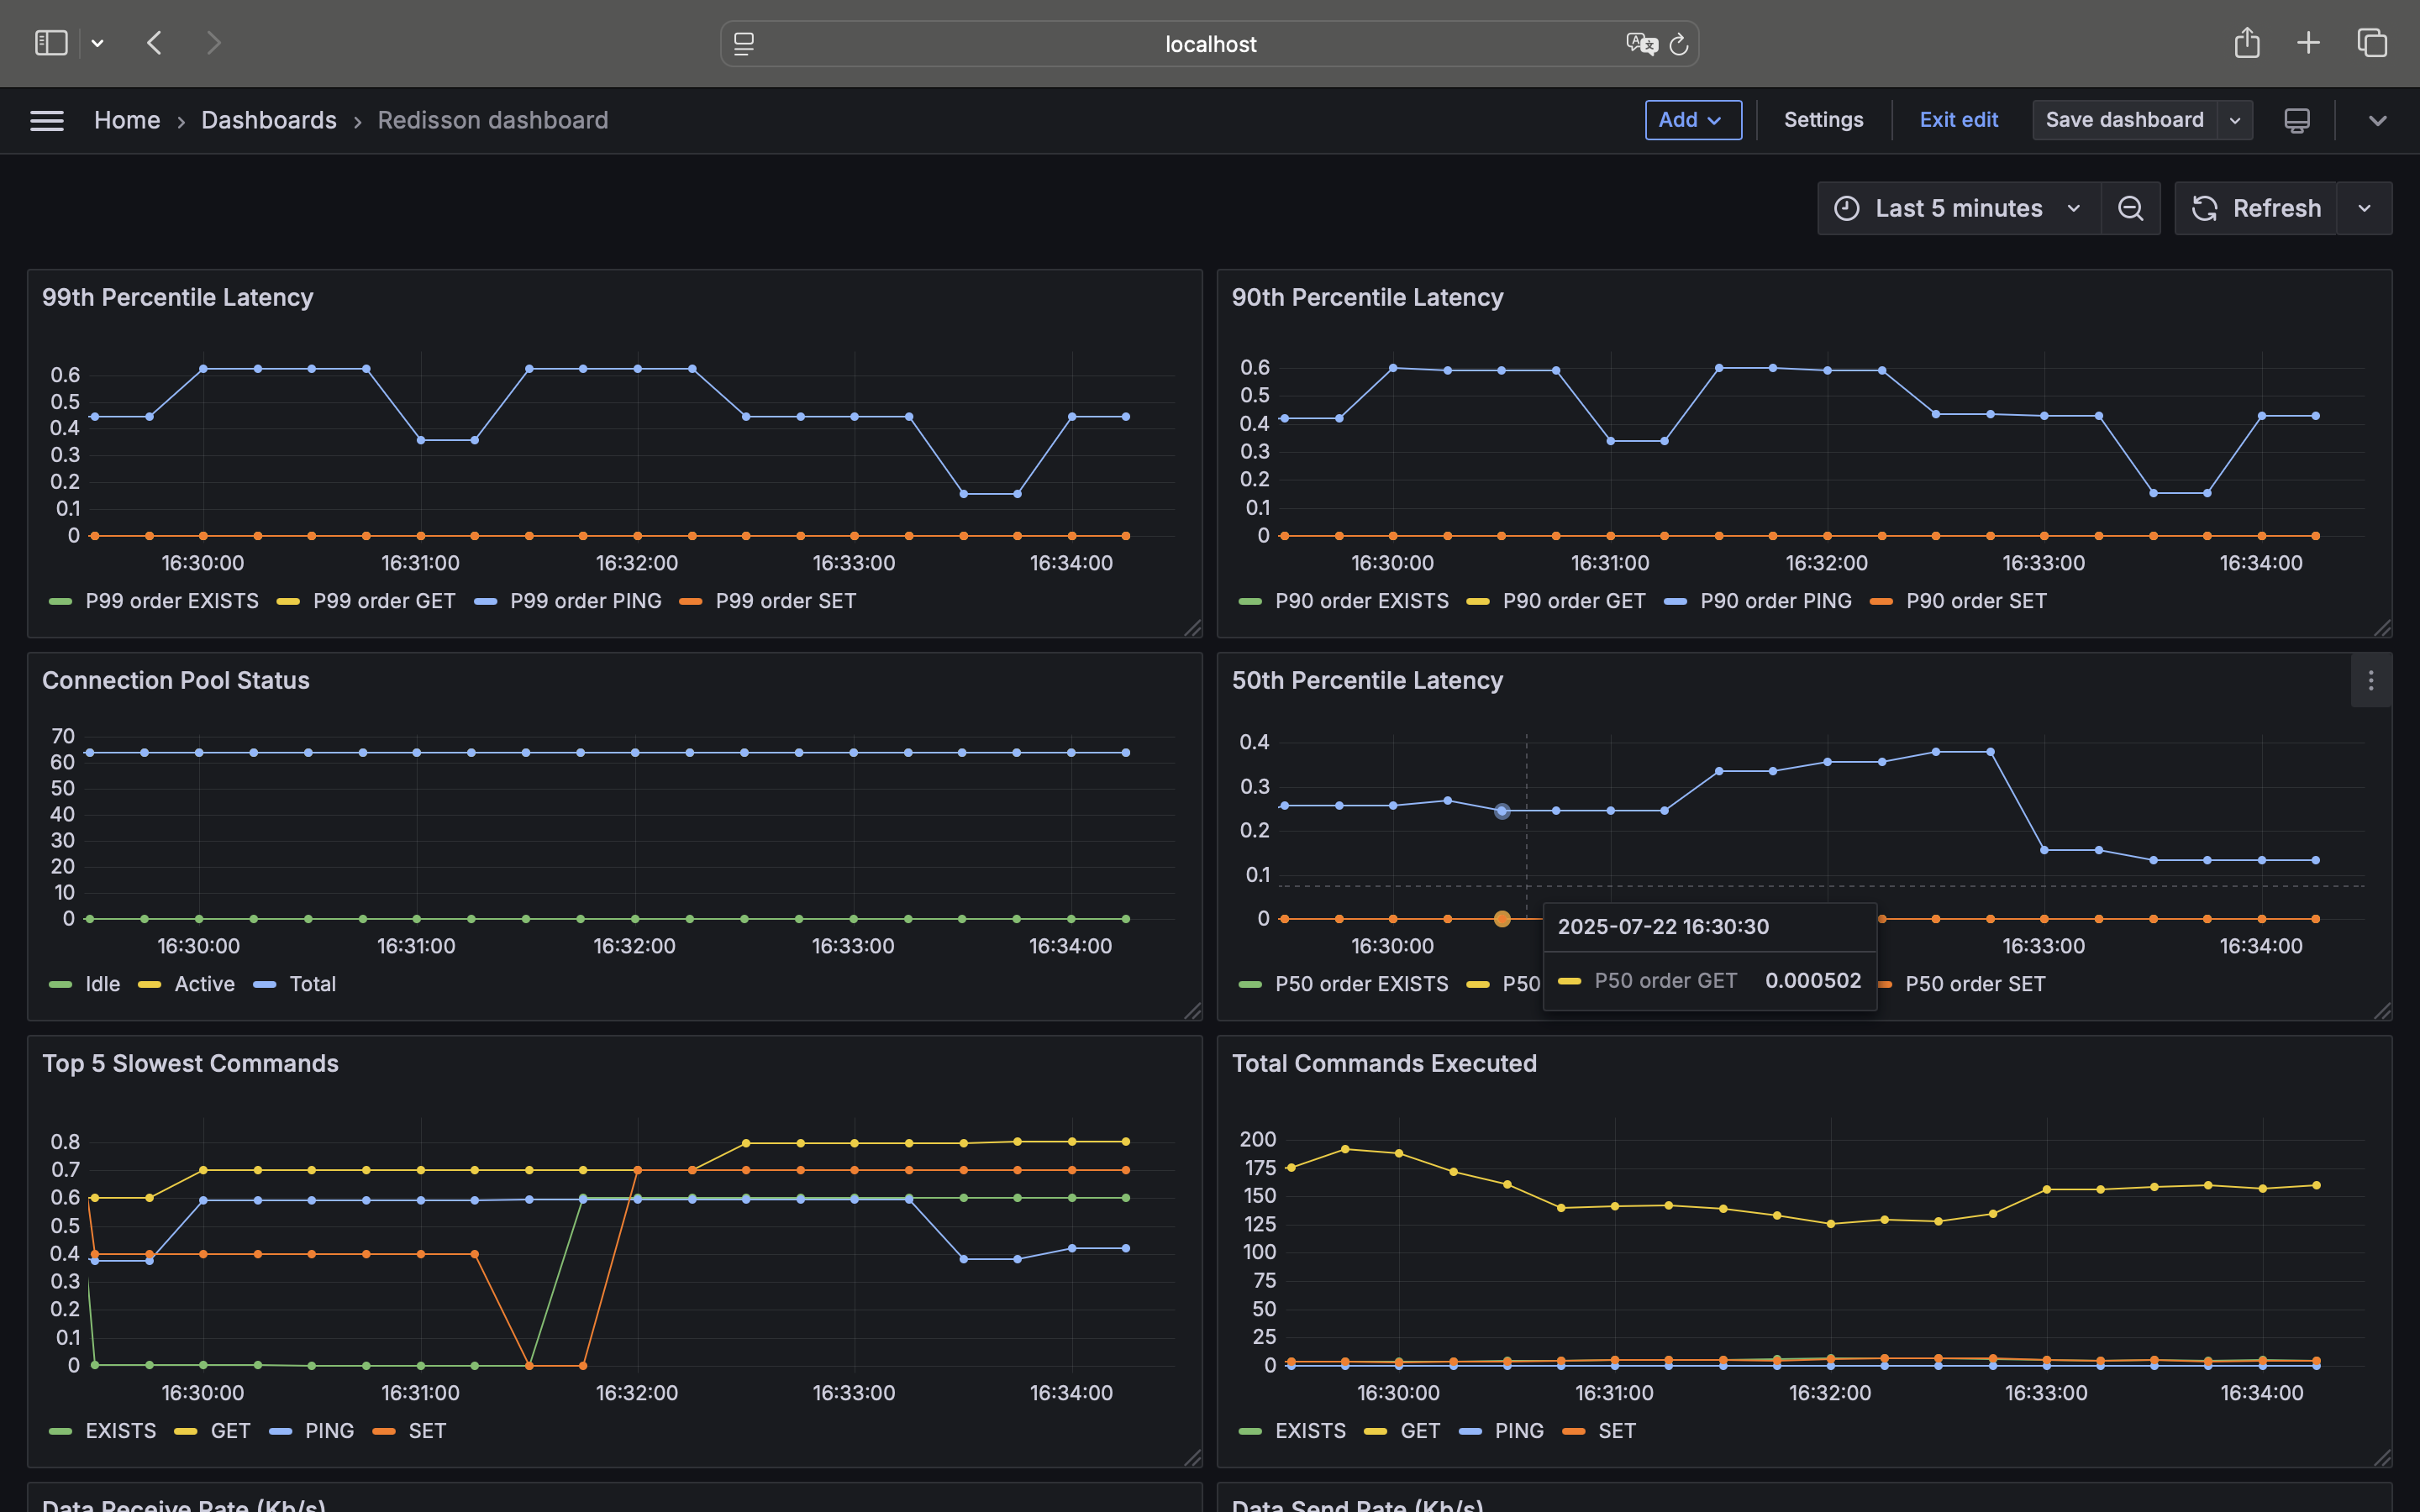 localhost
Home › Dashboards › Redisson dashboard
Add
Settings
Exit edit
Save dashboard
Last 5 minutes
Refresh
99th Percentile Latency
0.6
0.5
0.4
0.3
0.2
0.1
0
16:30:00 16:31:00 16:32:00 16:33:00 16:34:00
P99 order EXISTS P99 order GET P99 order PING P99 order SET
90th Percentile Latency
0.6
0.5
0.4
0.3
0.2
0.1
0
16:30:00 16:31:00 16:32:00 16:33:00 16:34:00
P90 order EXISTS P90 order GET P90 order PING P90 order SET
Connection Pool Status
70
60
50
40
30
20
10
0
16:30:00 16:31:00 16:32:00 16:33:00 16:34:00
Idle Active Total
50th Percentile Latency
0.4
0.3
0.2
0.1
0
16:30:00 16:33:00 16:34:00
P50 order EXISTS P50 P50 order SET
2025-07-22 16:30:30
P50 order GET 0.000502
Top 5 Slowest Commands
0.8
0.7
0.6
0.5
0.4
0.3
0.2
0.1
0
16:30:00 16:31:00 16:32:00 16:33:00 16:34:00
EXISTS GET PING SET
Total Commands Executed
200
175
150
125
100
75
50
25
0
16:30:00 16:31:00 16:32:00 16:33:00 16:34:00
EXISTS GET PING SET
Data Receive Rate (Kb/s)
Data Send Rate (Kb/s)